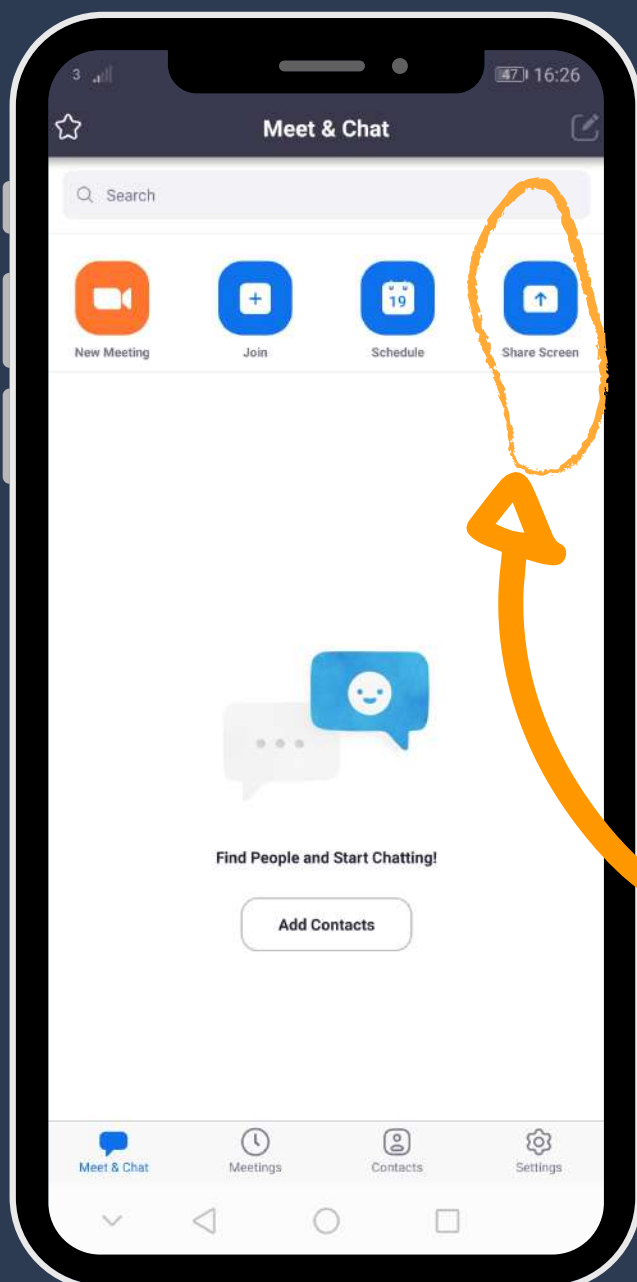 3 47 16:26
Meet & Chat
Search
19
New Meeting Join Schedule Share Screen
Find People and Start Chatting!
Add Contacts
Meet & Chat Meetings Contacts Settings